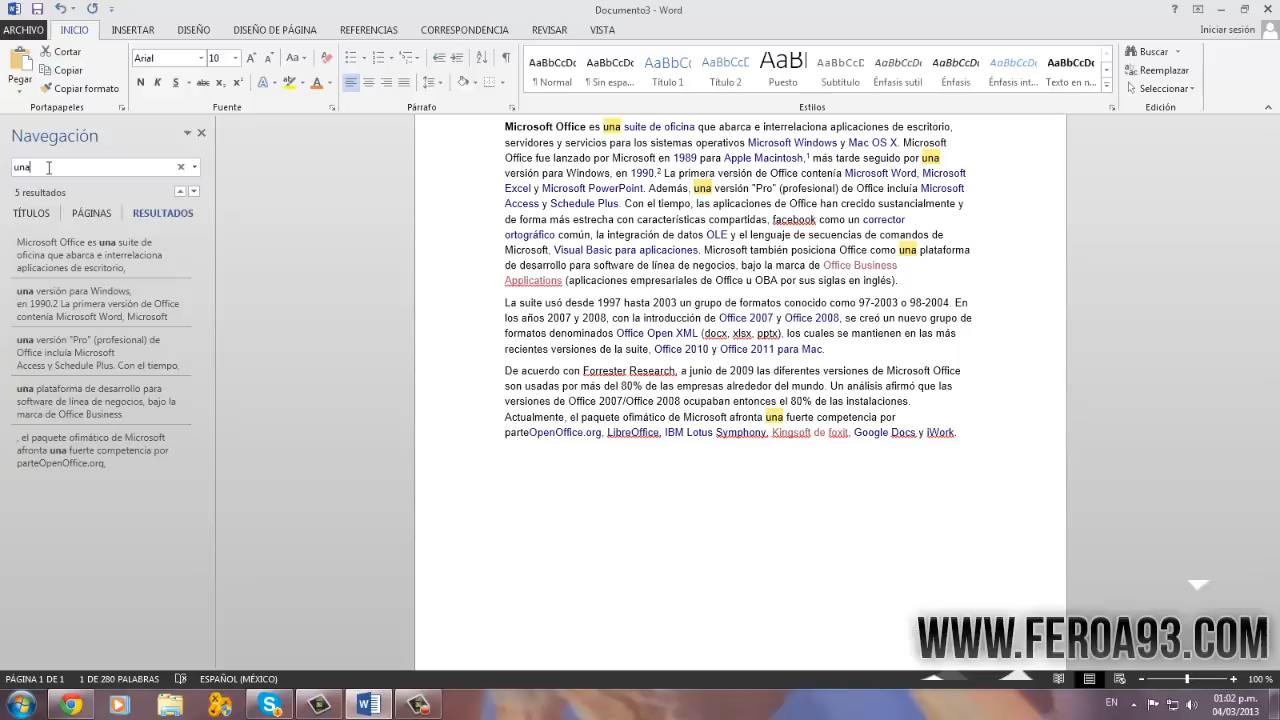 Documento3 - Word
ARCHIVO INICIO INSERTAR DISEÑO DISEÑO DE PÁGINA REFERENCIAS CORRESPONDENCIA REVISAR VISTA Iniciar sesión
Pegar
Cortar
Copiar
Copiar formato
Portapapeles
Arial 10
N K S abc x₂ x²
Fuente
Párrafo
AaBbCcDc AaBbCcDc AaBbCc AaBbCcD AaBb AaBbCcD AaBbCcDc AaBbCcDc AaBbCcDc AaBbCcDc
¶ Normal ¶ Sin espa... Título 1 Título 2 Puesto Subtítulo Énfasis sutil Énfasis Énfasis int... Texto en n...
Estilos
Buscar
Reemplazar
Seleccionar
Edición
Navegación
una
5 resultados
TÍTULOS PÁGINAS RESULTADOS
Microsoft Office es una suite de
oficina que abarca e interrelaciona
aplicaciones de escritorio,
una versión para Windows,
en 1990.2 La primera versión de Office
contenía Microsoft Word, Microsoft
una versión "Pro" (profesional) de
Office incluía Microsoft
Access y Schedule Plus. Con el tiempo,
una plataforma de desarrollo para
software de línea de negocios, bajo la
marca de Office Business
, el paquete ofimático de Microsoft
afronta una fuerte competencia por
parteOpenOffice.org,
Microsoft Office es una suite de oficina que abarca e interrelaciona aplicaciones de escritorio,
servidores y servicios para los sistemas operativos Microsoft Windows y Mac OS X. Microsoft
Office fue lanzado por Microsoft en 1989 para Apple Macintosh,¹ más tarde seguido por una
versión para Windows, en 1990.² La primera versión de Office contenía Microsoft Word, Microsoft
Excel y Microsoft PowerPoint. Además, una versión "Pro" (profesional) de Office incluía Microsoft
Access y Schedule Plus. Con el tiempo, las aplicaciones de Office han crecido sustancialmente y
de forma más estrecha con características compartidas, facebook como un corrector
ortográfico común, la integración de datos OLE y el lenguaje de secuencias de comandos de
Microsoft, Visual Basic para aplicaciones. Microsoft también posiciona Office como una plataforma
de desarrollo para software de línea de negocios, bajo la marca de Office Business
Applications (aplicaciones empresariales de Office u OBA por sus siglas en inglés).
La suite usó desde 1997 hasta 2003 un grupo de formatos conocido como 97-2003 o 98-2004. En
los años 2007 y 2008, con la introducción de Office 2007 y Office 2008, se creó un nuevo grupo de
formatos denominados Office Open XML (docx, xlsx, pptx), los cuales se mantienen en las más
recientes versiones de la suite, Office 2010 y Office 2011 para Mac.
De acuerdo con Forrester Research, a junio de 2009 las diferentes versiones de Microsoft Office
son usadas por más del 80% de las empresas alrededor del mundo. Un análisis afirmó que las
versiones de Office 2007/Office 2008 ocupaban entonces el 80% de las instalaciones.
Actualmente, el paquete ofimático de Microsoft afronta una fuerte competencia por
parteOpenOffice.org, LibreOffice, IBM Lotus Symphony, Kingsoft de foxit, Google Docs y iWork.
WWW.FEROA93.COM
PÁGINA 1 DE 1 1 DE 280 PALABRAS ESPAÑOL (MÉXICO) 100 %
EN 01:02 p.m.
04/03/2013